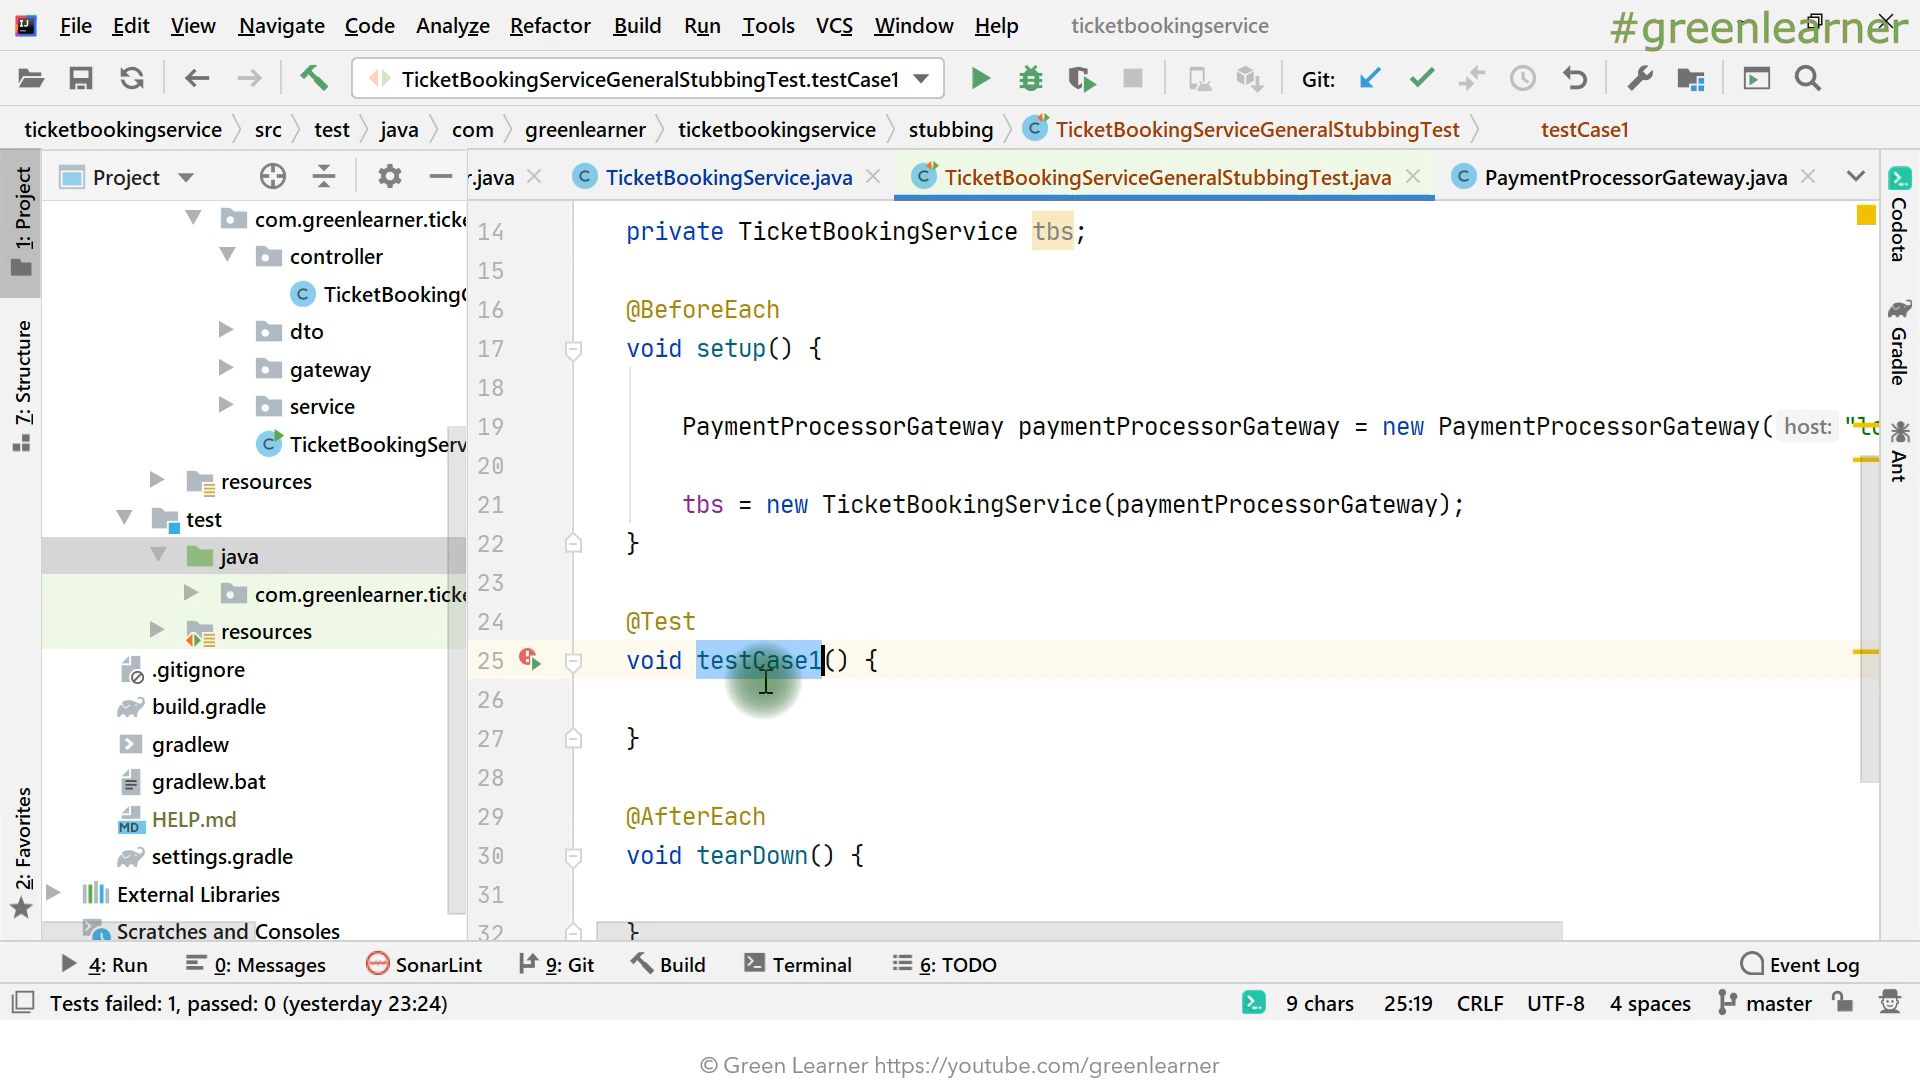 File Edit View Navigate Code Analyze Refactor Build Run Tools VCS Window Help ticketbookingservice
#greenlearner
TicketBookingServiceGeneralStubbingTest.testCase1 Git:
ticketbookingservice src test java com greenlearner ticketbookingservice stubbing TicketBookingServiceGeneralStubbingTest testCase1
1: Project
7: Structure
2: Favorites
Project
r.java TicketBookingService.java TicketBookingServiceGeneralStubbingTest.java PaymentProcessorGateway.java
Codota
Gradle
Ant
com.greenlearner.ticke
controller
TicketBookingC
dto
gateway
service
TicketBookingServ
resources
test
java
com.greenlearner.ticke
resources
.gitignore
build.gradle
gradlew
gradlew.bat
HELP.md
settings.gradle
External Libraries
Scratches and Consoles
14 private TicketBookingService tbs;
15
16 @BeforeEach
17 void setup() {
18
19 PaymentProcessorGateway paymentProcessorGateway = new PaymentProcessorGateway( host: "lo
20
21 tbs = new TicketBookingService(paymentProcessorGateway);
22 }
23
24 @Test
25 void testCase1() {
26
27 }
28
29 @AfterEach
30 void tearDown() {
31
32 }
4: Run 0: Messages SonarLint 9: Git Build Terminal 6: TODO Event Log
Tests failed: 1, passed: 0 (yesterday 23:24) 9 chars 25:19 CRLF UTF-8 4 spaces master
© Green Learner https://youtube.com/greenlearner